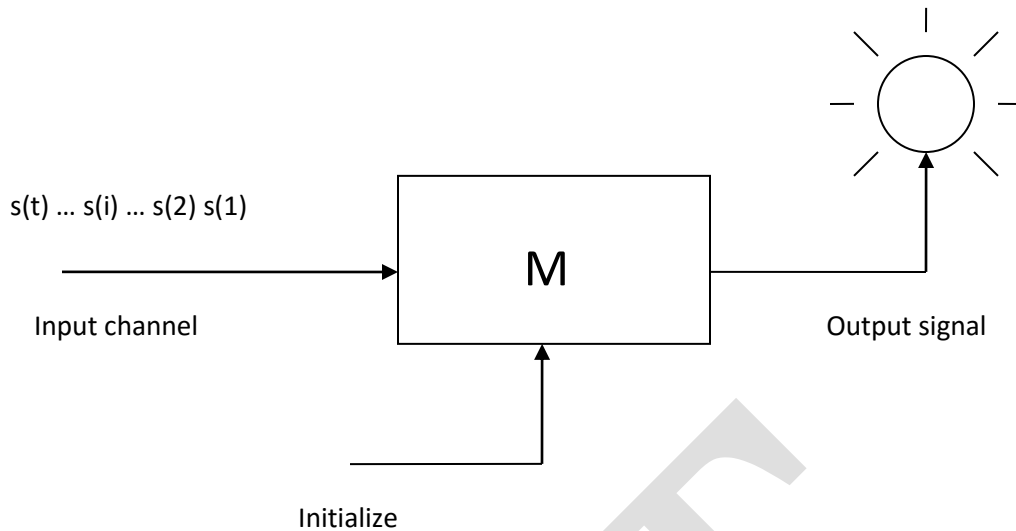 s(t) … s(i) … s(2) s(1)
M
Input channel
Output signal
Initialize